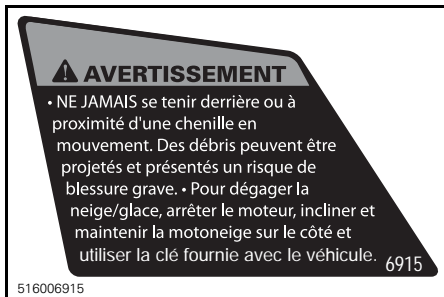 AVERTISSEMENT
• NE JAMAIS se tenir derrière ou à
proximité d'une chenille en
mouvement. Des débris peuvent être
projetés et présentés un risque de
blessure grave. • Pour dégager la
neige/glace, arrêter le moteur, incliner et
maintenir la motoneige sur le côté et
utiliser la clé fournie avec le véhicule.
6915
516006915